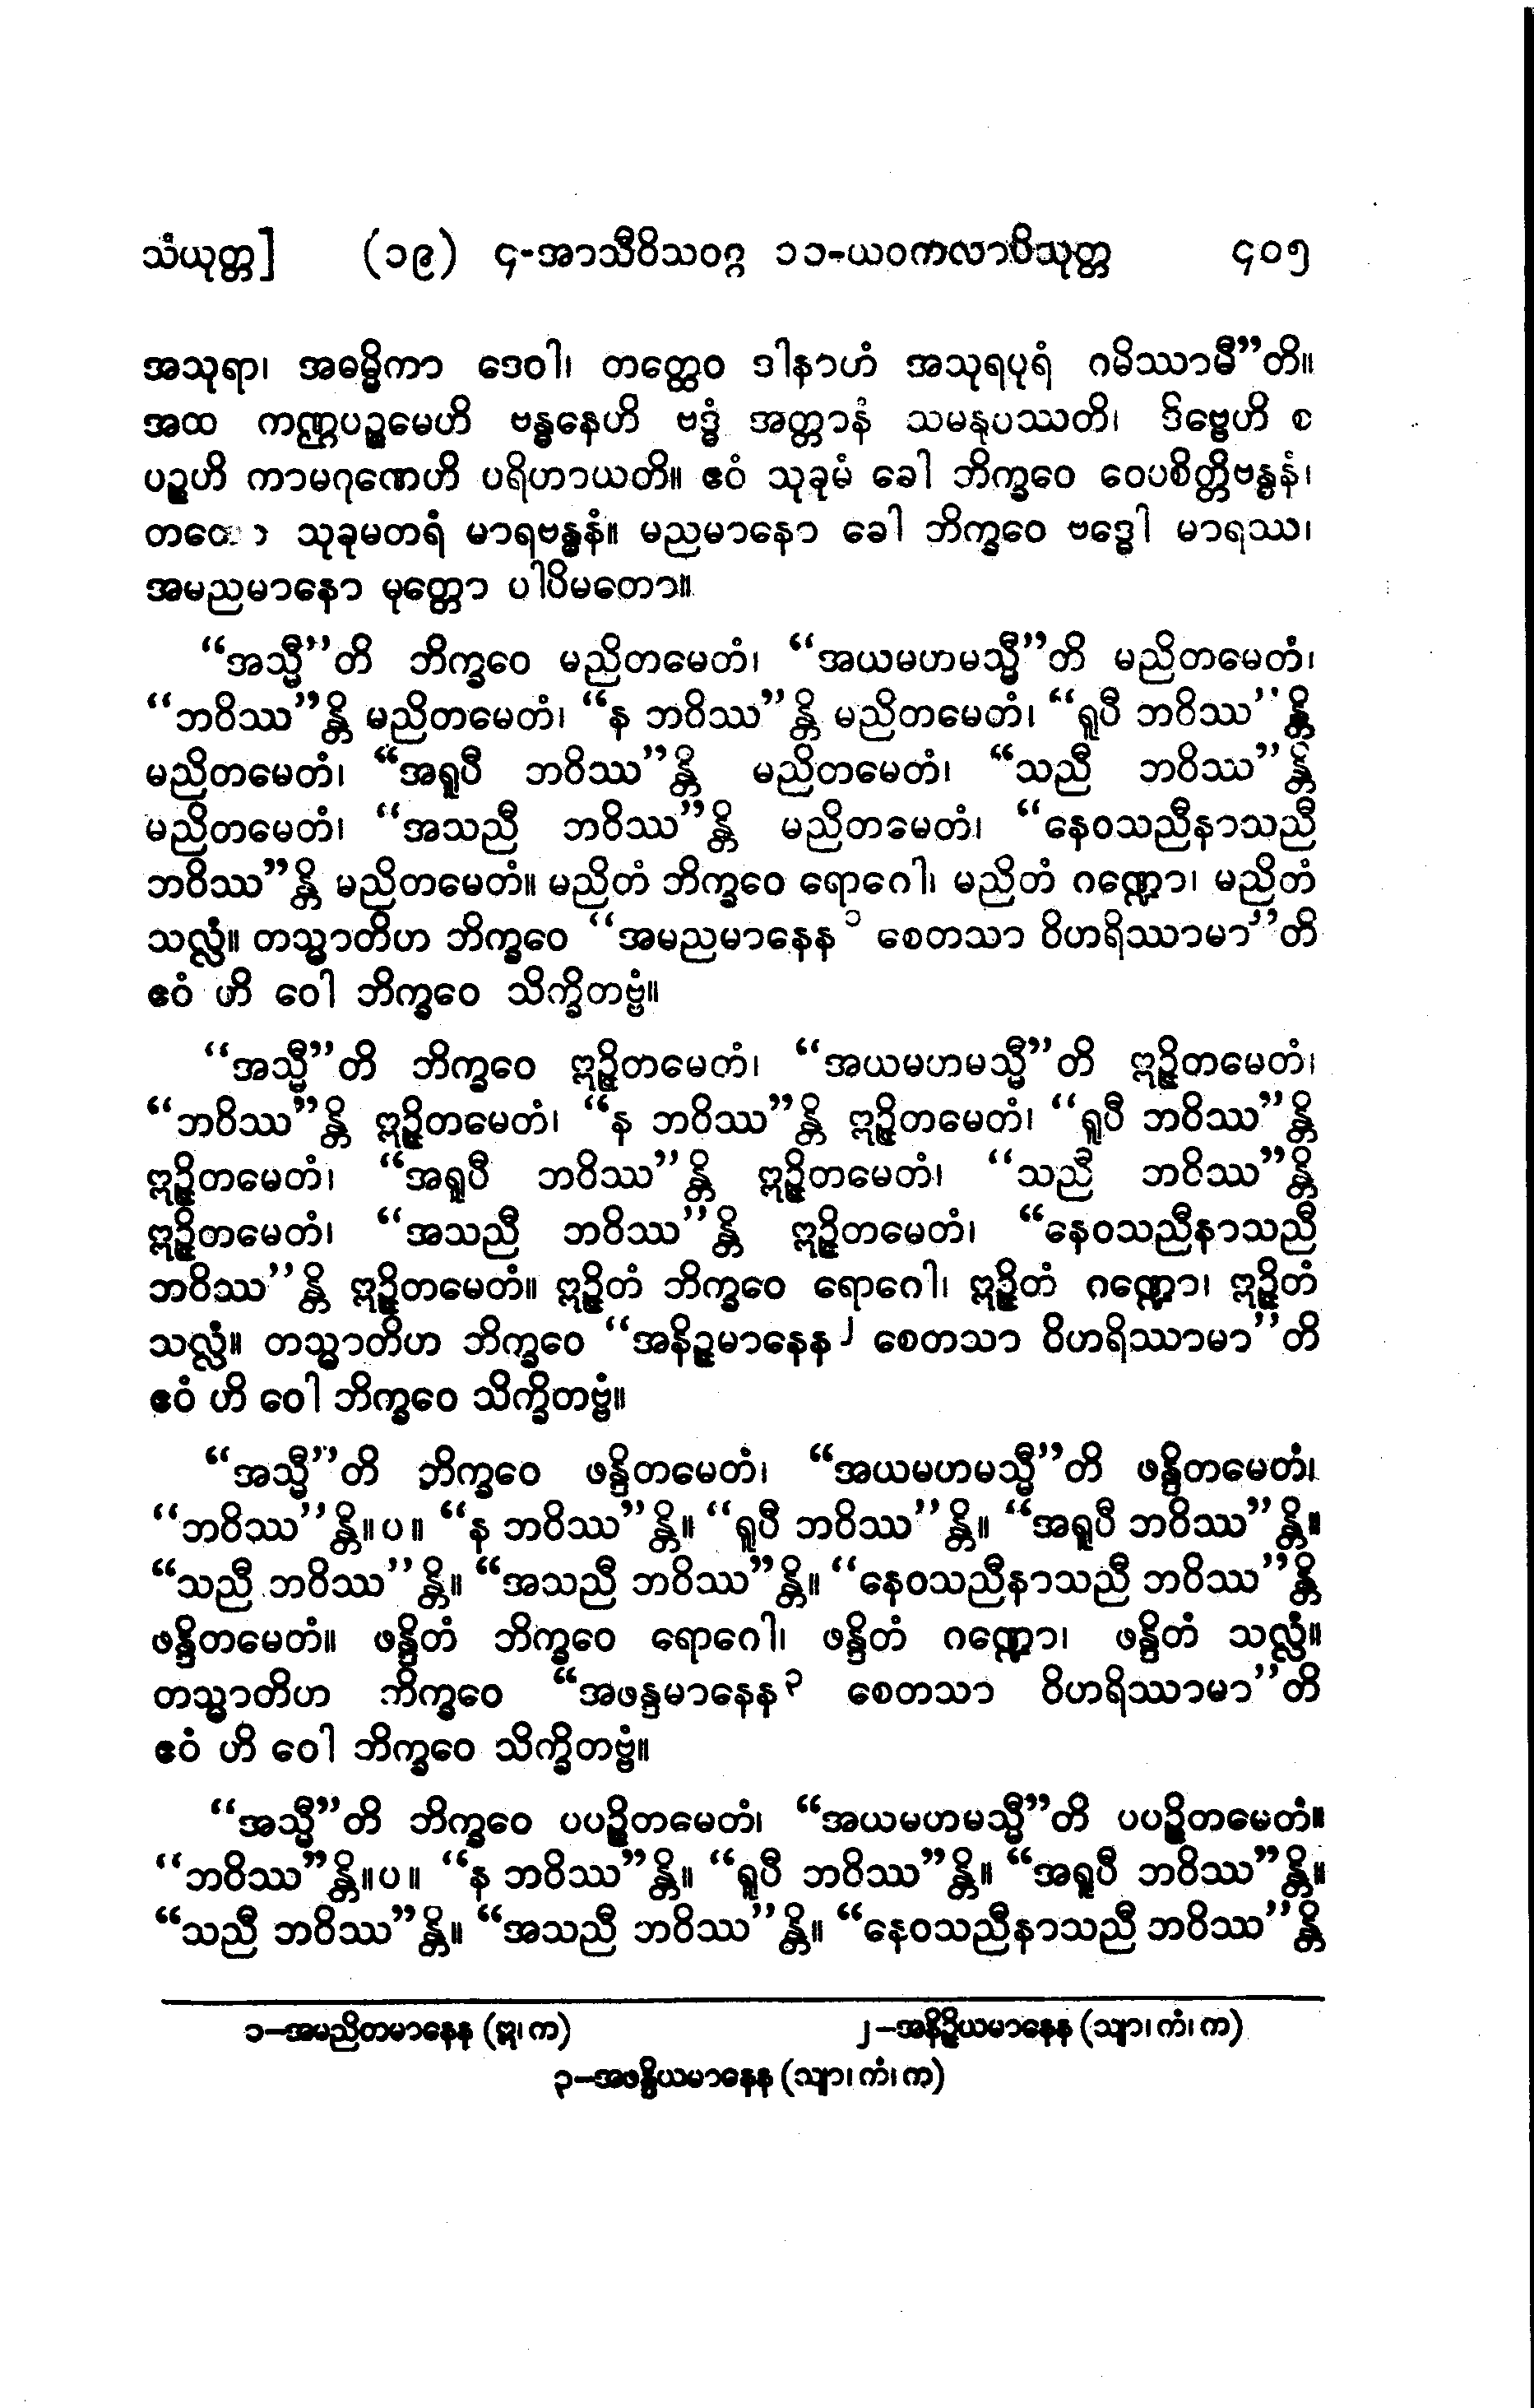 သံယုတ္တ] (၁၉) ၄-အာသီဝိသဝဂ္ဂ ၁၁-ယဝကလာပိသုတ္တ ၄၀၅
အသုရာ၊ အဓမ္မိကာ ဒေဝါ၊ တတ္ထေဝ ဒါနာဟံ အသုရပုရံ ဂမိဿာမီ”တိ။
အထ ကဏ္ဌပဉ္စမေဟိ ဗန္ဓနေဟိ ဗဒ္ဓံ အတ္တာနံ သမနုပဿတိ၊ ဒိဗ္ဗေဟိ စ
ပဉ္စဟိ ကာမဂုဏေဟိ ပရိဟာယတိ။ ဧဝံ သုခုမံ ခေါ ဘိက္ခဝေ ဝေပစိတ္တိဗန္ဓနံ၊
သုခုမတရံ မာရဗန္ဓနံ။ မညမာနော ခေါ ဘိက္ခဝေ ဗဒ္ဓေါ မာရဿ၊
အမညမာနော မုတ္တော ပါပိမတော။
“အသ္မီ”တိ ဘိက္ခဝေ မညိတမေတံ၊ “အယမဟမသ္မီ”တိ မညိတမေတံ၊
“ဘဝိဿ”န္တိ မညိတမေတံ၊ “န ဘဝိဿ”န္တိ မညိတမေတံ၊ “ရူပီ ဘဝိဿ”န္တိ
မညိတမေတံ၊ “အရူပီ ဘဝိဿ”န္တိ မညိတမေတံ၊ “သညီ ဘဝိဿ”န္တိ
မညိတမေတံ၊ “အသညီ ဘဝိဿ”န္တိ မညိတမေတံ၊ “နေဝသညီနာသညီ
ဘဝိဿ”န္တိ မညိတမေတံ။ မညိတံ ဘိက္ခဝေ ရောဂေါ၊ မညိတံ ဂဏ္ဍော၊ မညိတံ
သလ္လံ။ တသ္မာတိဟ ဘိက္ခဝေ “အမညမာနေန ၁ စေတသာ ဝိဟရိဿာမာ”တိ
ဧဝံ ဟိ ဝေါ ဘိက္ခဝေ သိက္ခိတဗ္ဗံ။
“အသ္မီ”တိ ဘိက္ခဝေ ဣဉ္ဇိတမေတံ၊ “အယမဟမသ္မီ”တိ ဣဉ္ဇိတမေတံ၊
“ဘဝိဿ”န္တိ ဣဉ္ဇိတမေတံ၊ “န ဘဝိဿ”န္တိ ဣဉ္ဇိတမေတံ၊ “ရူပီ ဘဝိဿ”န္တိ
ဣဉ္ဇိတမေတံ၊ “အရူပီ ဘဝိဿ”န္တိ ဣဉ္ဇိတမေတံ၊ “သညီ ဘဝိဿ”န္တိ
ဣဉ္ဇိတမေတံ၊ “အသညီ ဘဝိဿ”န္တိ ဣဉ္ဇိတမေတံ၊ “နေဝသညီနာသညီ
ဘဝိဿ”န္တိ ဣဉ္ဇိတမေတံ။ ဣဉ္ဇိတံ ဘိက္ခဝေ ရောဂေါ၊ ဣဉ္ဇိတံ ဂဏ္ဍော၊ ဣဉ္ဇိတံ
သလ္လံ။ တသ္မာတိဟ ဘိက္ခဝေ “အနိဉ္ဇမာနေန ၂ စေတသာ ဝိဟရိဿာမာ”တိ
ဧဝံ ဟိ ဝေါ ဘိက္ခဝေ သိက္ခိတဗ္ဗံ။
“အသ္မီ”တိ ဘိက္ခဝေ ဖန္ဒိတမေတံ၊ “အယမဟမသ္မီ”တိ ဖန္ဒိတမေတံ၊
“ဘဝိဿ”န္တိ။ပ။ “န ဘဝိဿ”န္တိ။ “ရူပီ ဘဝိဿ”န္တိ။ “အရူပီ ဘဝိဿ”န္တိ။
“သညီ ဘဝိဿ”န္တိ။ “အသညီ ဘဝိဿ”န္တိ။ “နေဝသညီနာသညီ ဘဝိဿ”န္တိ
ဖန္ဒိတမေတံ။ ဖန္ဒိတံ ဘိက္ခဝေ ရောဂေါ၊ ဖန္ဒိတံ ဂဏ္ဍော၊ ဖန္ဒိတံ သလ္လံ။
တသ္မာတိဟ ဘိက္ခဝေ “အဖန္ဒမာနေန ၃ စေတသာ ဝိဟရိဿာမာ”တိ
ဧဝံ ဟိ ဝေါ ဘိက္ခဝေ သိက္ခိတဗ္ဗံ။
“အသ္မီ”တိ ဘိက္ခဝေ ပပဉ္စိတမေတံ၊ “အယမဟမသ္မီ”တိ ပပဉ္စိတမေတံ။
“ဘဝိဿ”န္တိ။ပ။ “န ဘဝိဿ”န္တိ။ “ရူပီ ဘဝိဿ”န္တိ။ “အရူပီ ဘဝိဿ”န္တိ။
“သညီ ဘဝိဿ”န္တိ။ “အသညီ ဘဝိဿ”န္တိ။ “နေဝသညီနာသညီ ဘဝိဿ”န္တိ
၁–အမညိတမာနေန (ဣ၊ က) ၂–အနိဉ္ဇိယမာနေန (သျာ၊ ကံ၊ က)
၃–အဖန္ဒိယမာနေန (သျာ၊ ကံ၊ က)